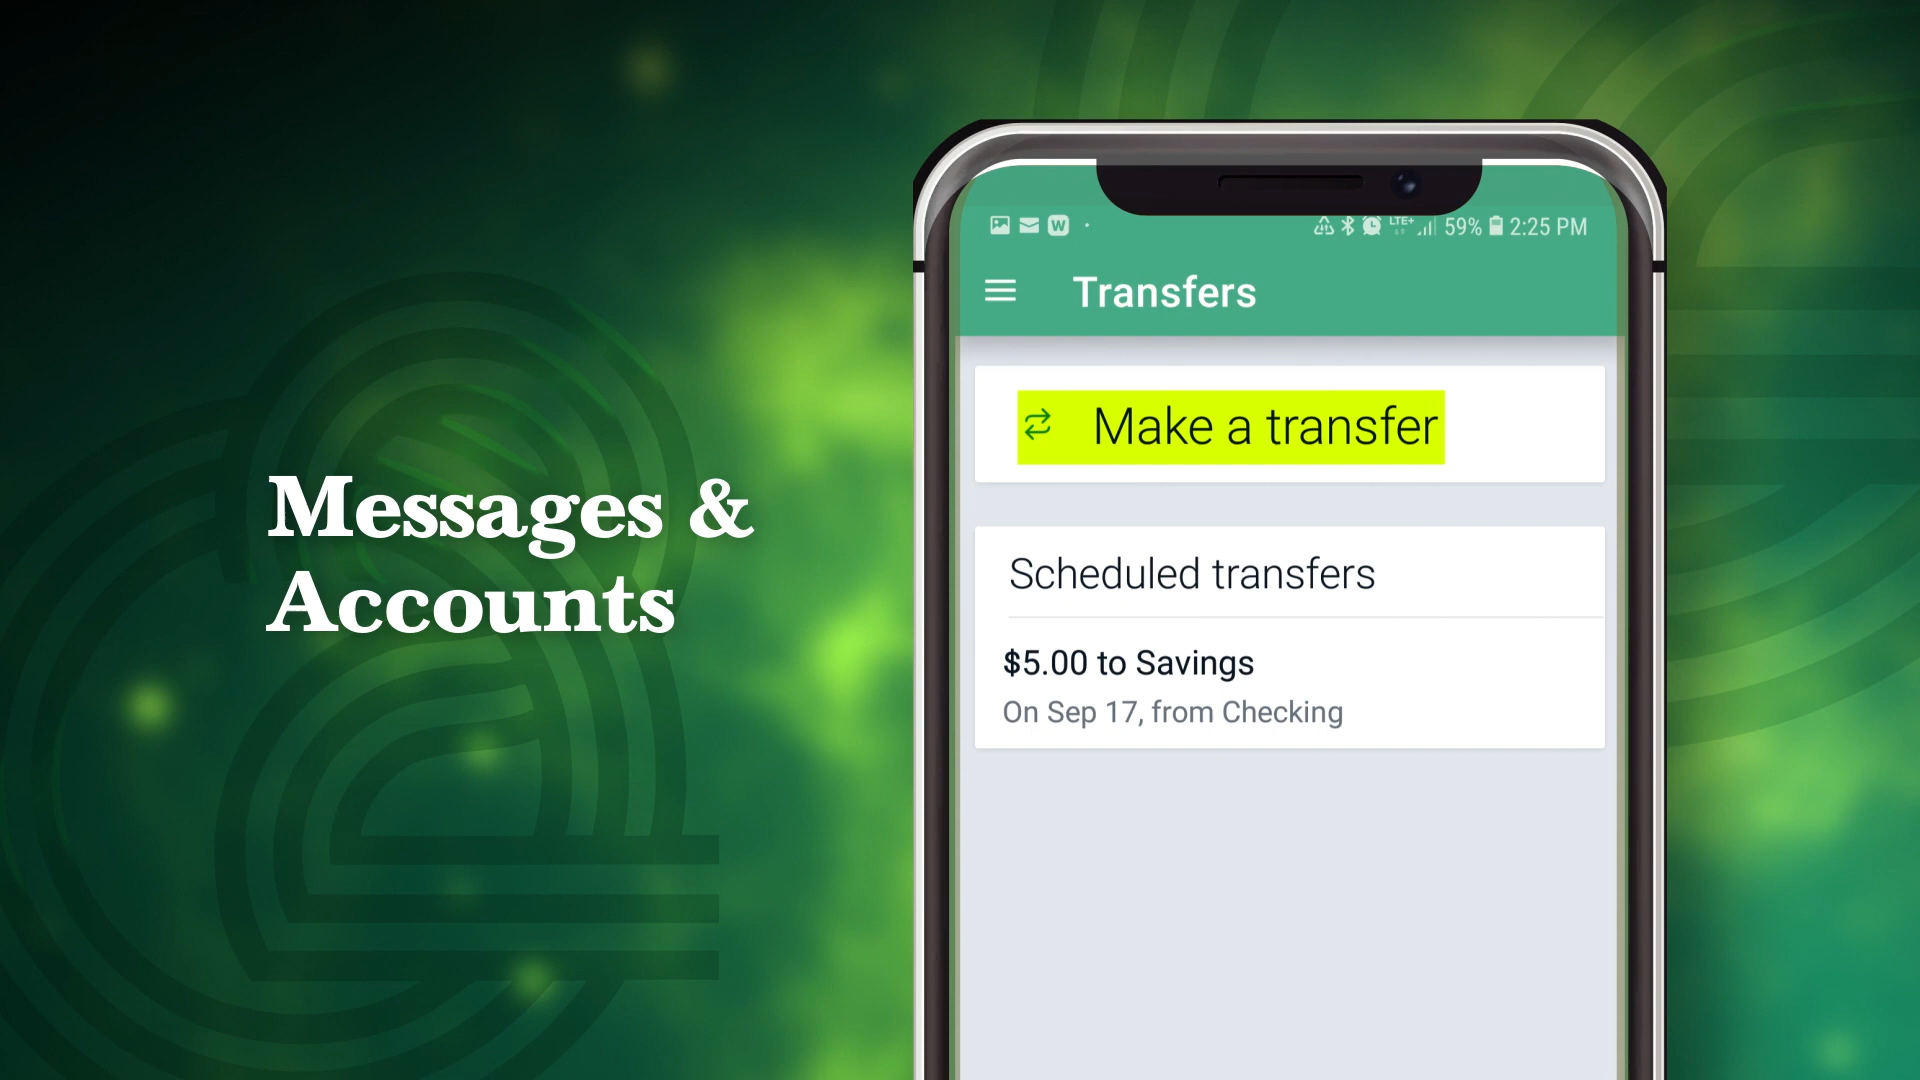 Messages &
Accounts
W
LTE+ 59% 2:25 PM
Transfers
Make a transfer
Scheduled transfers
$5.00 to Savings
On Sep 17, from Checking